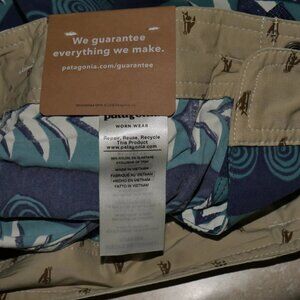 We guarantee
everything we make.
patagonia.com/guarantee
patagonia
WORN WEAR
Repair, Reuse, Recycle
This Product
www.patagonia.com
MADE IN VIETNAM
FABRIQUÉ AU VIETNAM
HECHO EN VIETNAM
FATTO IN VIETNAM